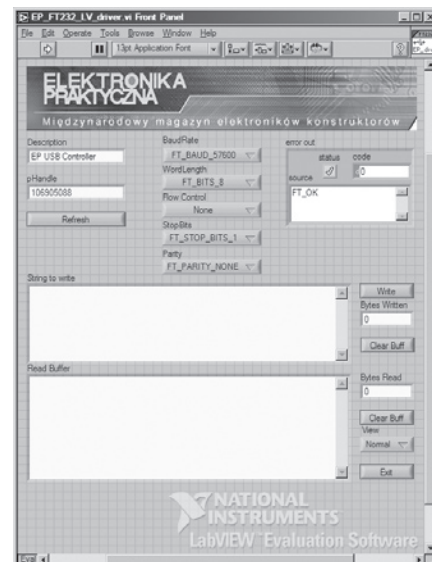 EP_FT232_LV_driver.vi Front Panel
File Edit Operate Tools Browse Window Help
13pt Application Font
ELEKTRONIKA
PRAKTYCZNA
Międzynarodowy magazyn elektroników konstruktorów
Description
EP USB Controller
pHandle
106905088
Refresh
BaudRate
FT_BAUD_57600
WordLength
FT_BITS_8
Flow Control
None
StopBits
FT_STOP_BITS_1
Parity
FT_PARITY_NONE
error out
status code
0
source
FT_OK
String to write
Write
Bytes Written
0
Clear Buff
Read Buffer
Bytes Read
0
Clear Buff
View
Normal
Exit
NATIONAL
INSTRUMENTS
LabVIEW Evaluation Software
Eval